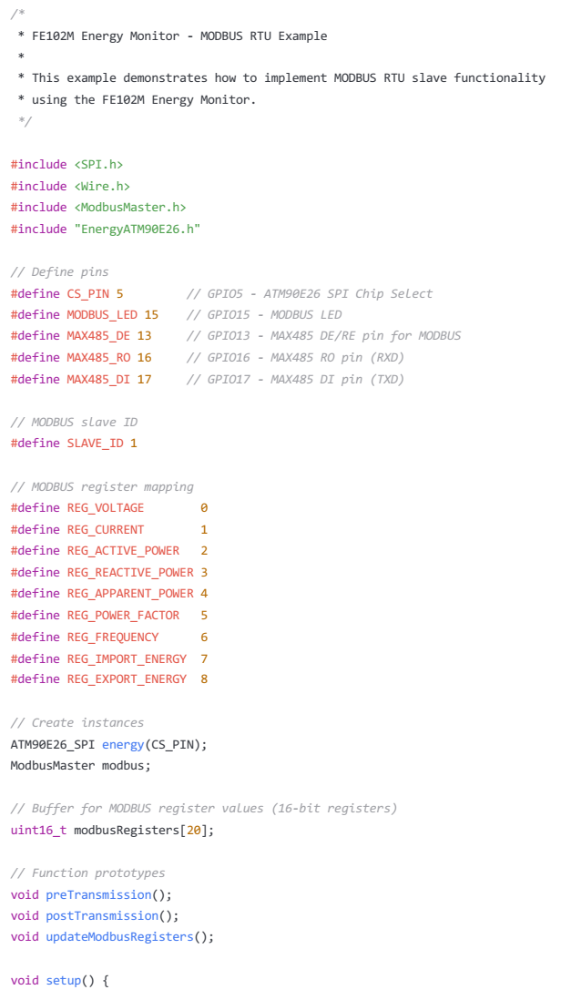 /*
 * FE102M Energy Monitor - MODBUS RTU Example
 *
 * This example demonstrates how to implement MODBUS RTU slave functionality
 * using the FE102M Energy Monitor.
 */

#include <SPI.h>
#include <Wire.h>
#include <ModbusMaster.h>
#include "EnergyATM90E26.h"

// Define pins
#define CS_PIN 5         // GPIO5 - ATM90E26 SPI Chip Select
#define MODBUS_LED 15    // GPIO15 - MODBUS LED
#define MAX485_DE 13     // GPIO13 - MAX485 DE/RE pin for MODBUS
#define MAX485_RO 16     // GPIO16 - MAX485 RO pin (RXD)
#define MAX485_DI 17     // GPIO17 - MAX485 DI pin (TXD)

// MODBUS slave ID
#define SLAVE_ID 1

// MODBUS register mapping
#define REG_VOLTAGE        0
#define REG_CURRENT        1
#define REG_ACTIVE_POWER   2
#define REG_REACTIVE_POWER 3
#define REG_APPARENT_POWER 4
#define REG_POWER_FACTOR   5
#define REG_FREQUENCY      6
#define REG_IMPORT_ENERGY  7
#define REG_EXPORT_ENERGY  8

// Create instances
ATM90E26_SPI energy(CS_PIN);
ModbusMaster modbus;

// Buffer for MODBUS register values (16-bit registers)
uint16_t modbusRegisters[20];

// Function prototypes
void preTransmission();
void postTransmission();
void updateModbusRegisters();

void setup() {